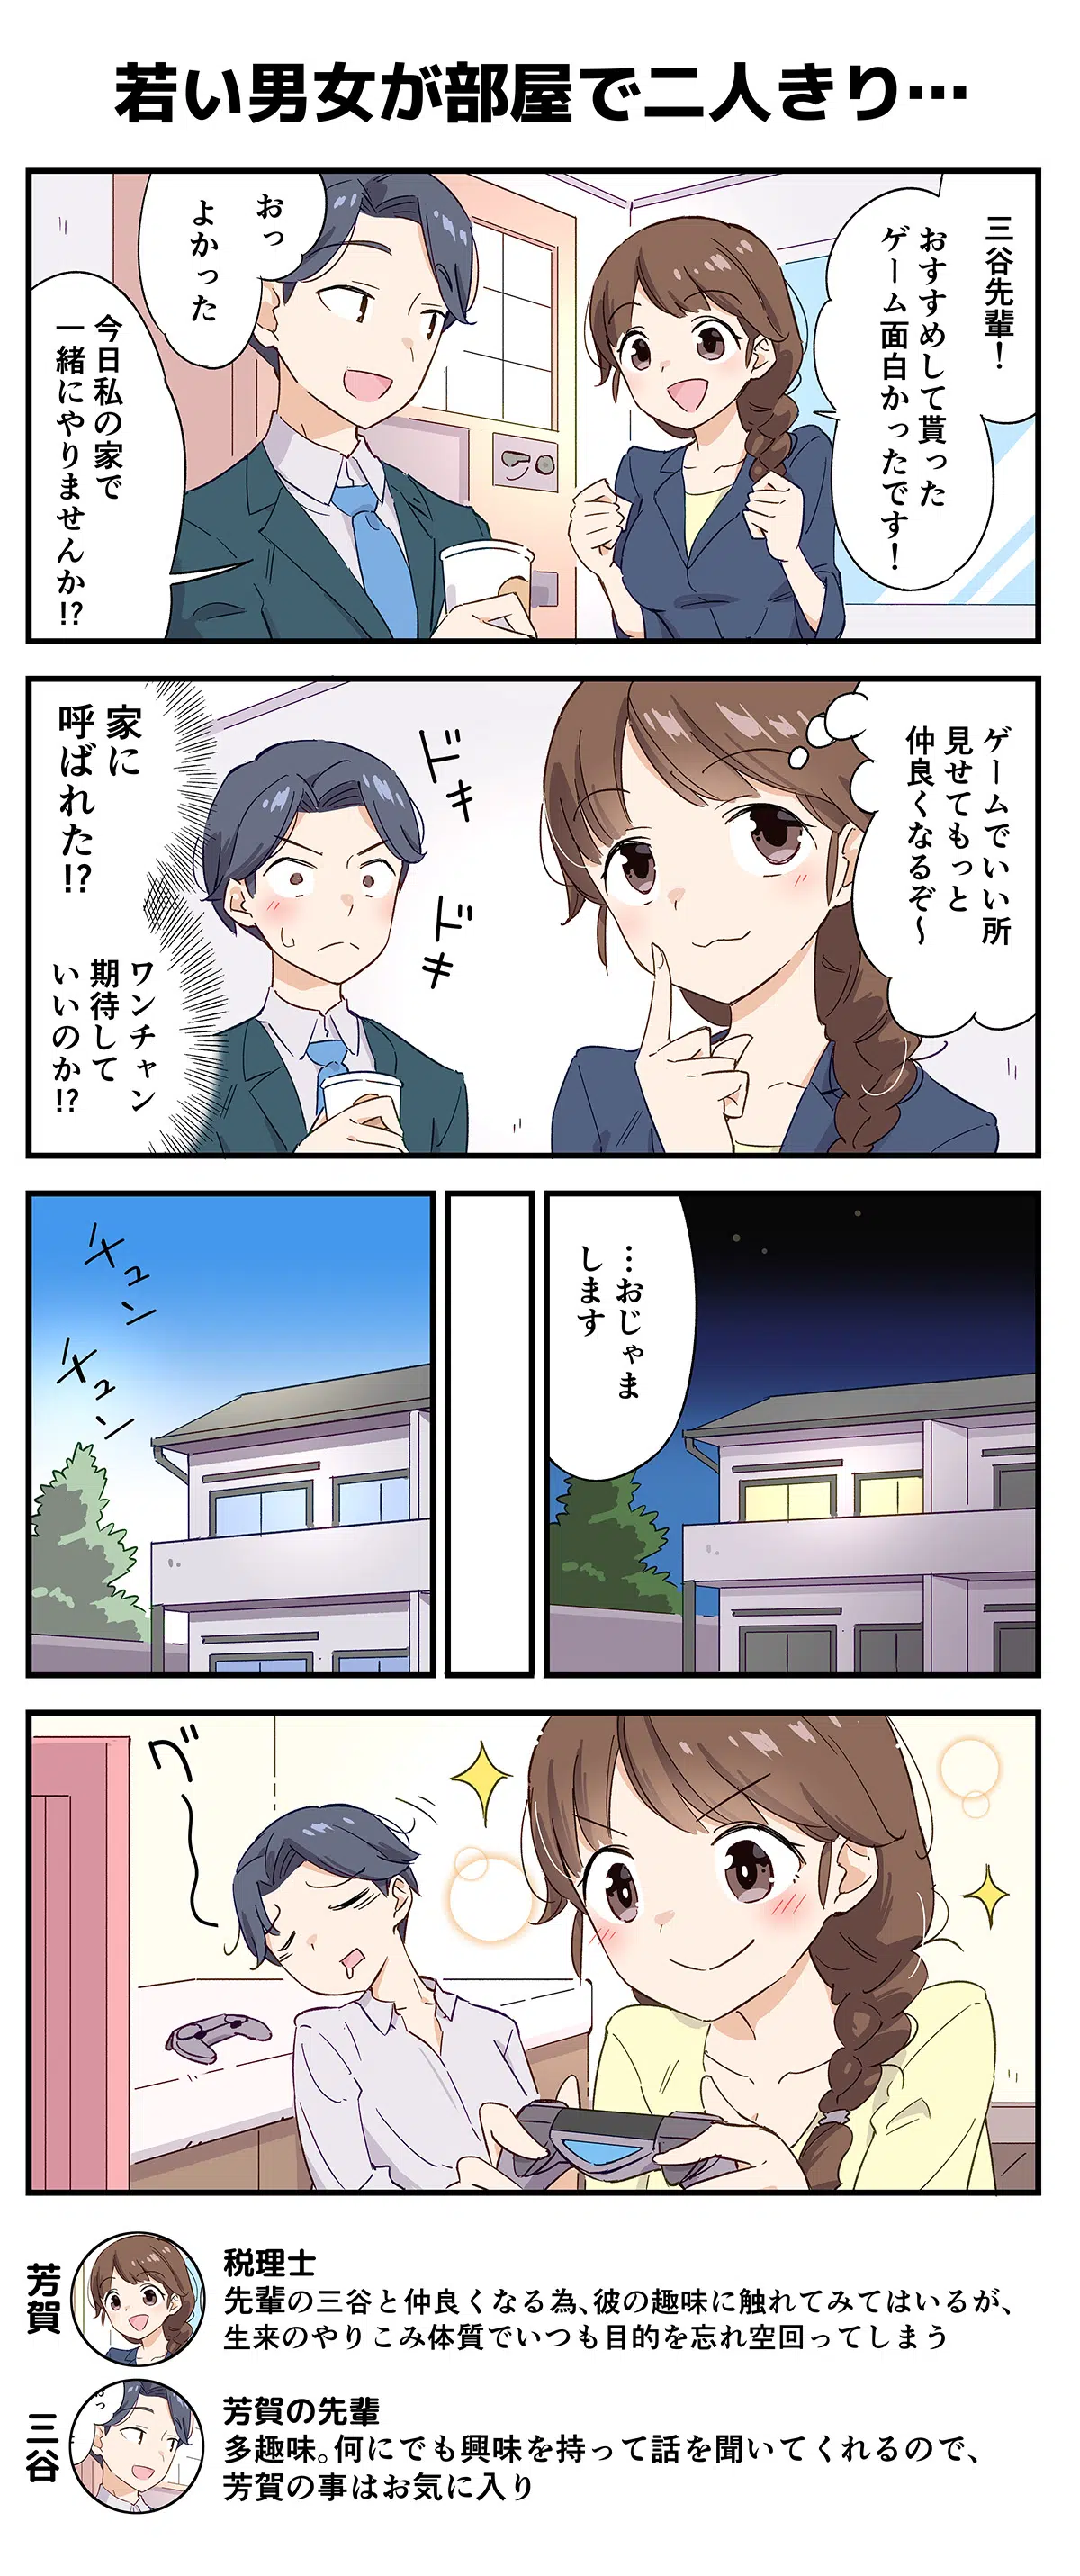 若い男女が部屋で二人きり…
三谷先輩！
おすすめして貰った
ゲーム面白かったです！
おっ
よかった
今日私の家で
一緒にやりませんか!?
ゲームでいい所
見せてもっと
仲良くなるぞ～
ドキ
ドキ
家に
呼ばれた!?
ワンチャン
期待して
いいのか!?
…おじゃま
します
チュン
チュン
グ～
芳賀
税理士
先輩の三谷と仲良くなる為、彼の趣味に触れてみてはいるが、
生来のやりこみ体質でいつも目的を忘れ空回ってしまう
三谷
芳賀の先輩
多趣味。何にでも興味を持って話を聞いてくれるので、
芳賀の事はお気に入り